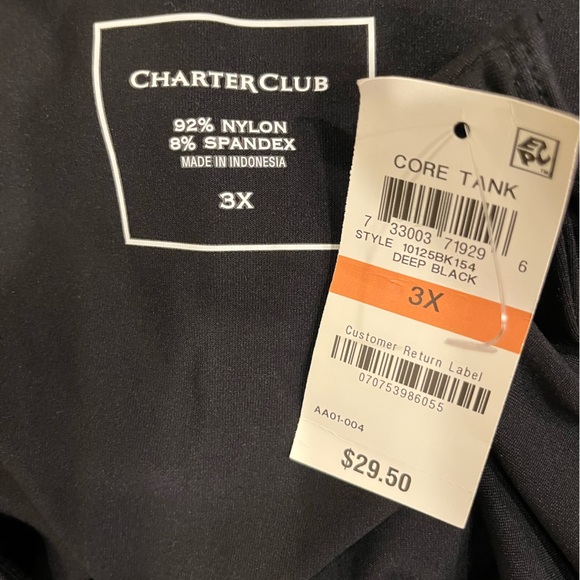 CHARTER CLUB
92% NYLON
8% SPANDEX
MADE IN INDONESIA
3X
CORE TANK
7 33003 71929 6
STYLE 10125BK154
DEEP BLACK
3X
Customer Return Label
070753986055
AA01-004
$29.50